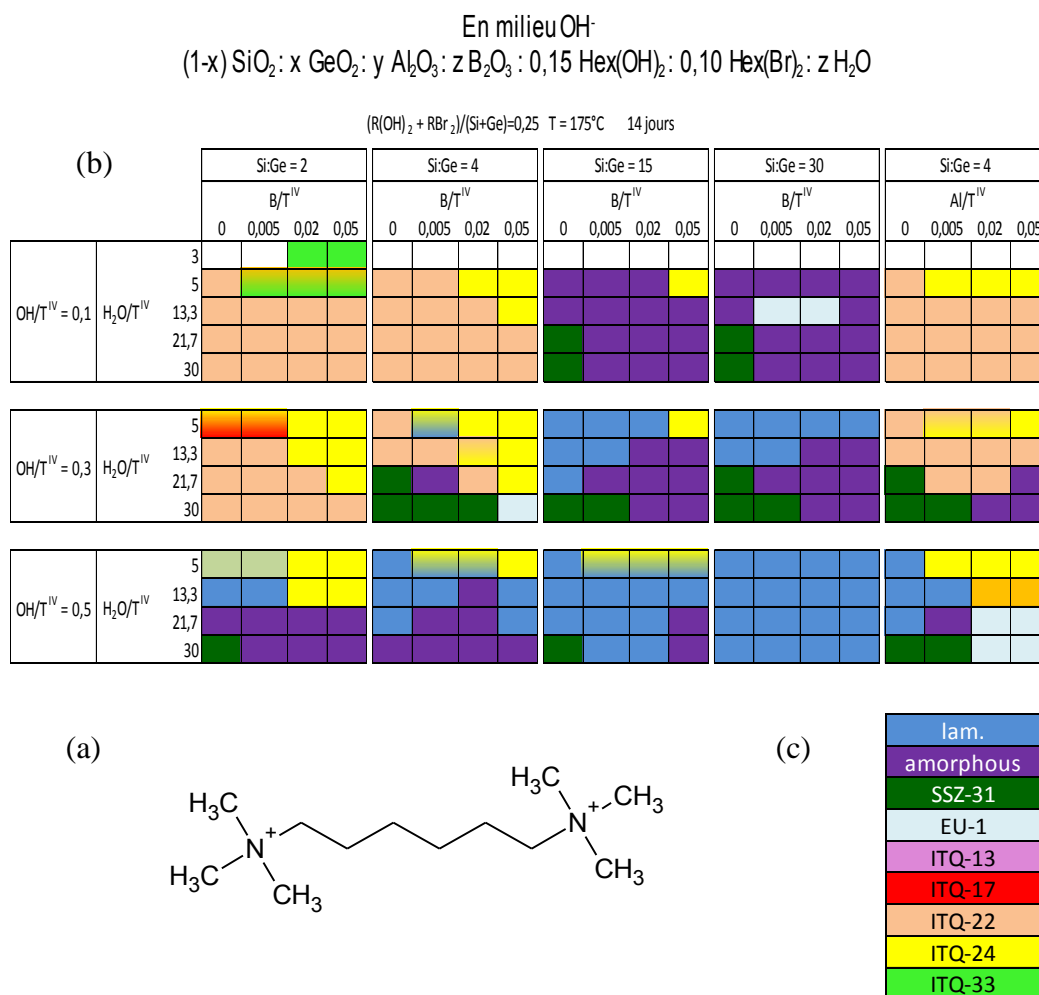 En milieu OH-
(1-x) SiO2 : x GeO2 : y Al2O3 : z B2O3 : 0,15 Hex(OH)2 : 0,10 Hex(Br)2 : z H2O
(R(OH)2 + RBr2)/(Si+Ge)=0,25 T = 175°C 14 jours
(b)
Si:Ge = 2 Si:Ge = 4 Si:Ge = 15 Si:Ge = 30 Si:Ge = 4
B/TIV B/TIV B/TIV B/TIV Al/TIV
0 0,005 0,02 0,05 0 0,005 0,02 0,05 0 0,005 0,02 0,05 0 0,005 0,02 0,05 0 0,005 0,02 0,05
OH/TIV = 0,1 H2O/TIV
3
5
13,3
21,7
30
OH/TIV = 0,3 H2O/TIV
5
13,3
21,7
30
OH/TIV = 0,5 H2O/TIV
5
13,3
21,7
30
(a)
H3C
H3C
N+
H3C
CH3
H3C
N+
CH3
CH3
(c)
lam.
amorphous
SSZ-31
EU-1
ITQ-13
ITQ-17
ITQ-22
ITQ-24
ITQ-33